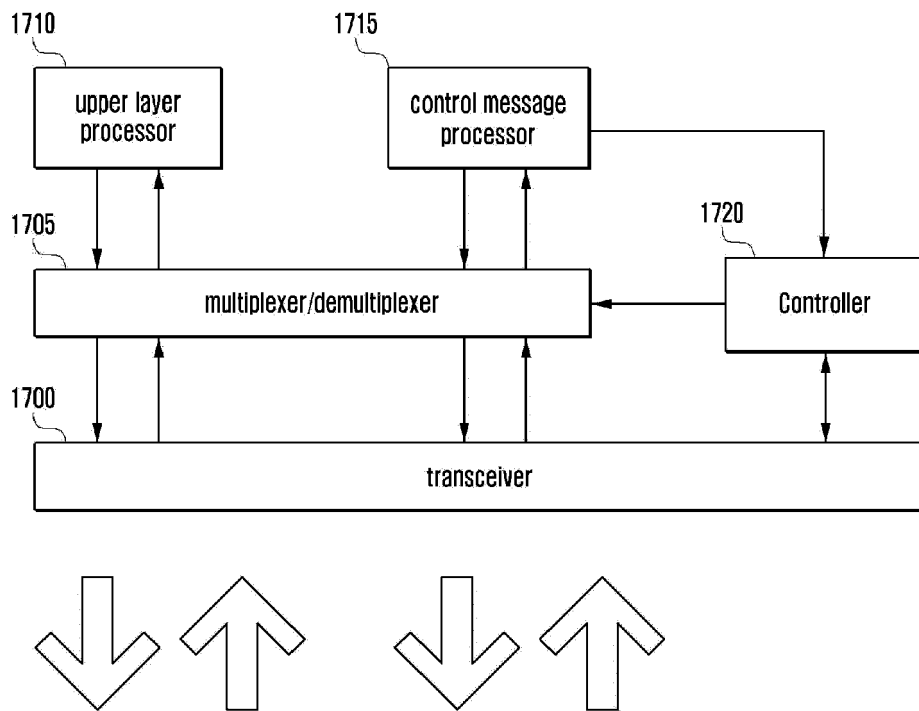 1710
upper layer
processor
1715
control message
processor
1705
multiplexer/demultiplexer
1720
Controller
1700
transceiver